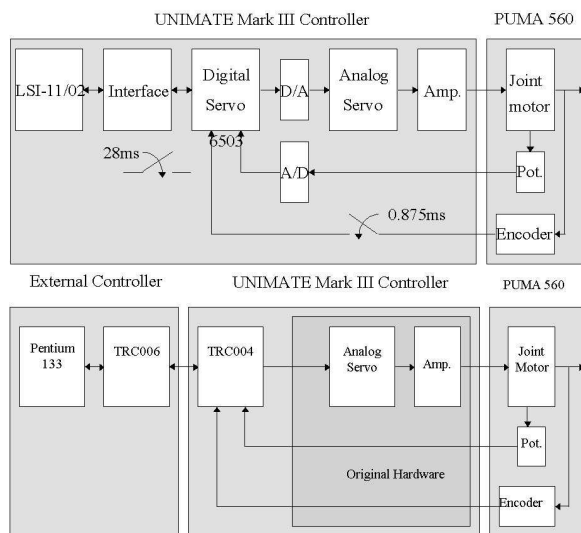 UNIMATE Mark III Controller
PUMA 560
LSI-11/02
Interface
Digital
Servo
6503
D/A
Analog
Servo
Amp.
Joint
motor
28ms
A/D
Pot.
0.875ms
Encoder
External Controller
UNIMATE Mark III Controller
PUMA 560
Pentium
133
TRC006
TRC004
Analog
Servo
Amp.
Joint
Motor
Pot.
Original Hardware
Encoder